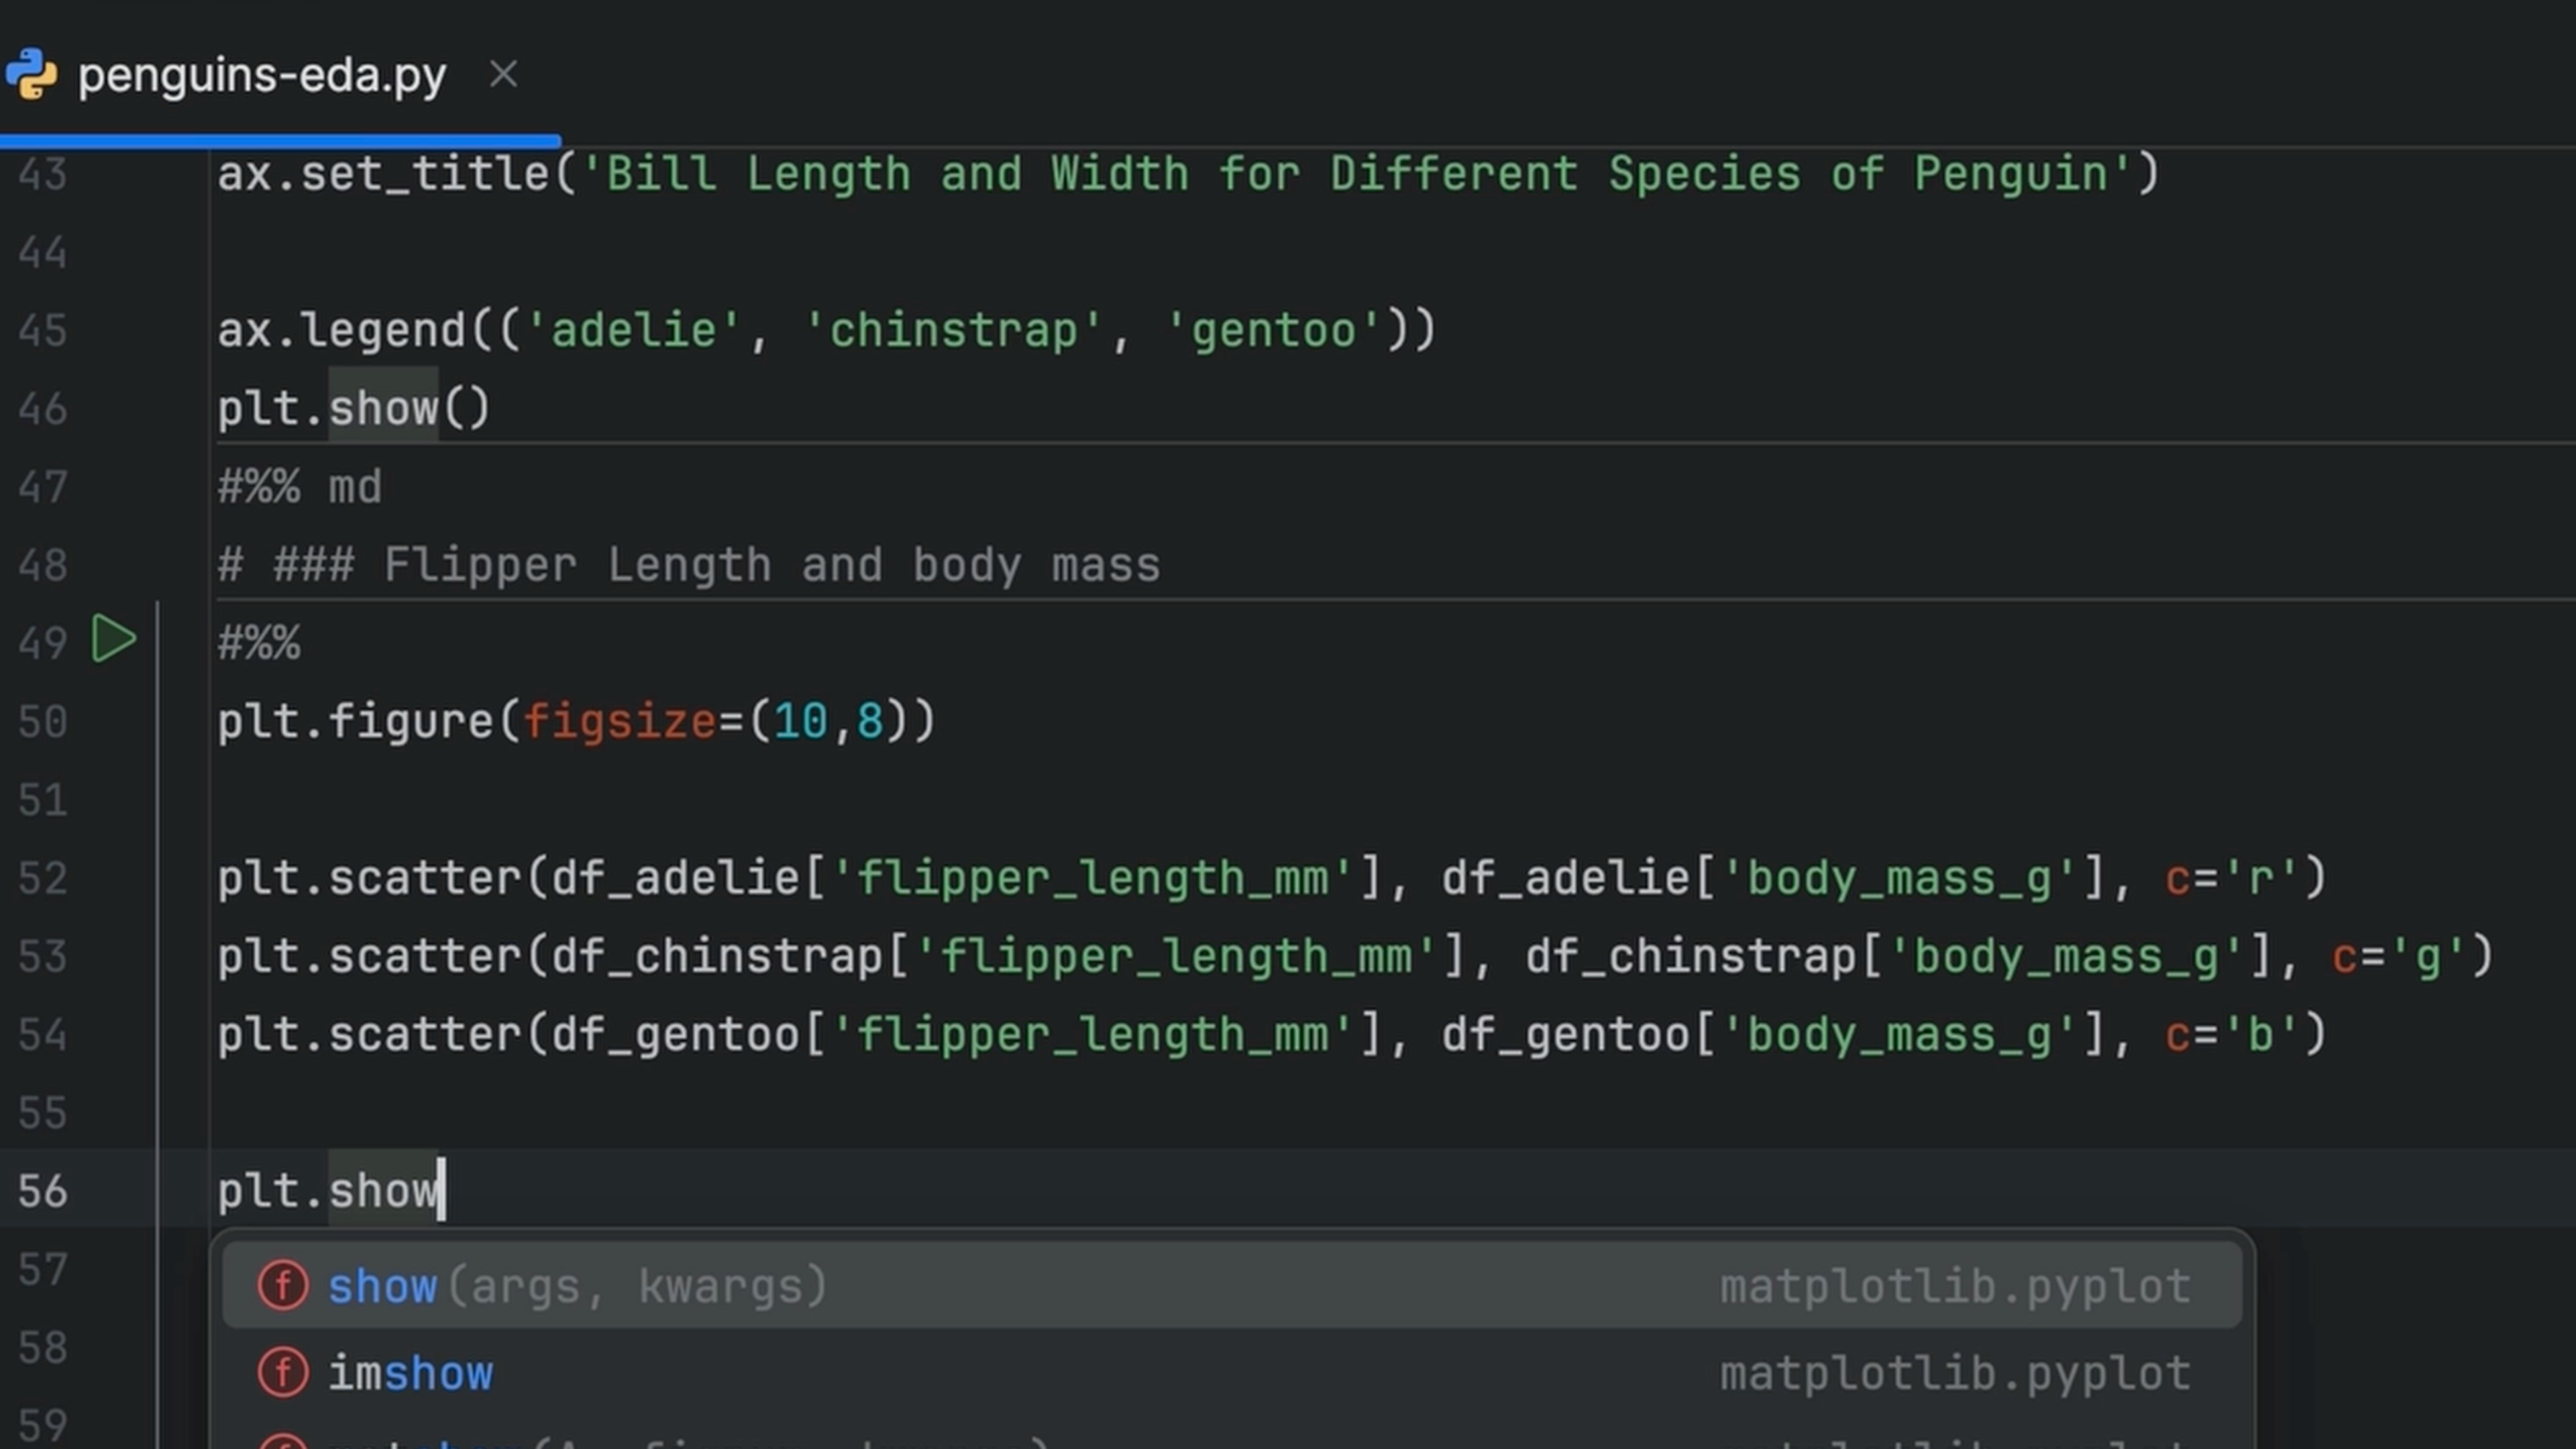 penguins-eda.py
43 ax.set_title('Bill Length and Width for Different Species of Penguin')
44
45 ax.legend(('adelie', 'chinstrap', 'gentoo'))
46 plt.show()
47 #%% md
48 # ### Flipper Length and body mass
49 #%%
50 plt.figure(figsize=(10,8))
51
52 plt.scatter(df_adelie['flipper_length_mm'], df_adelie['body_mass_g'], c='r')
53 plt.scatter(df_chinstrap['flipper_length_mm'], df_chinstrap['body_mass_g'], c='g')
54 plt.scatter(df_gentoo['flipper_length_mm'], df_gentoo['body_mass_g'], c='b')
55
56 plt.show
57 f show(args, kwargs) matplotlib.pyplot
58 f imshow matplotlib.pyplot
59